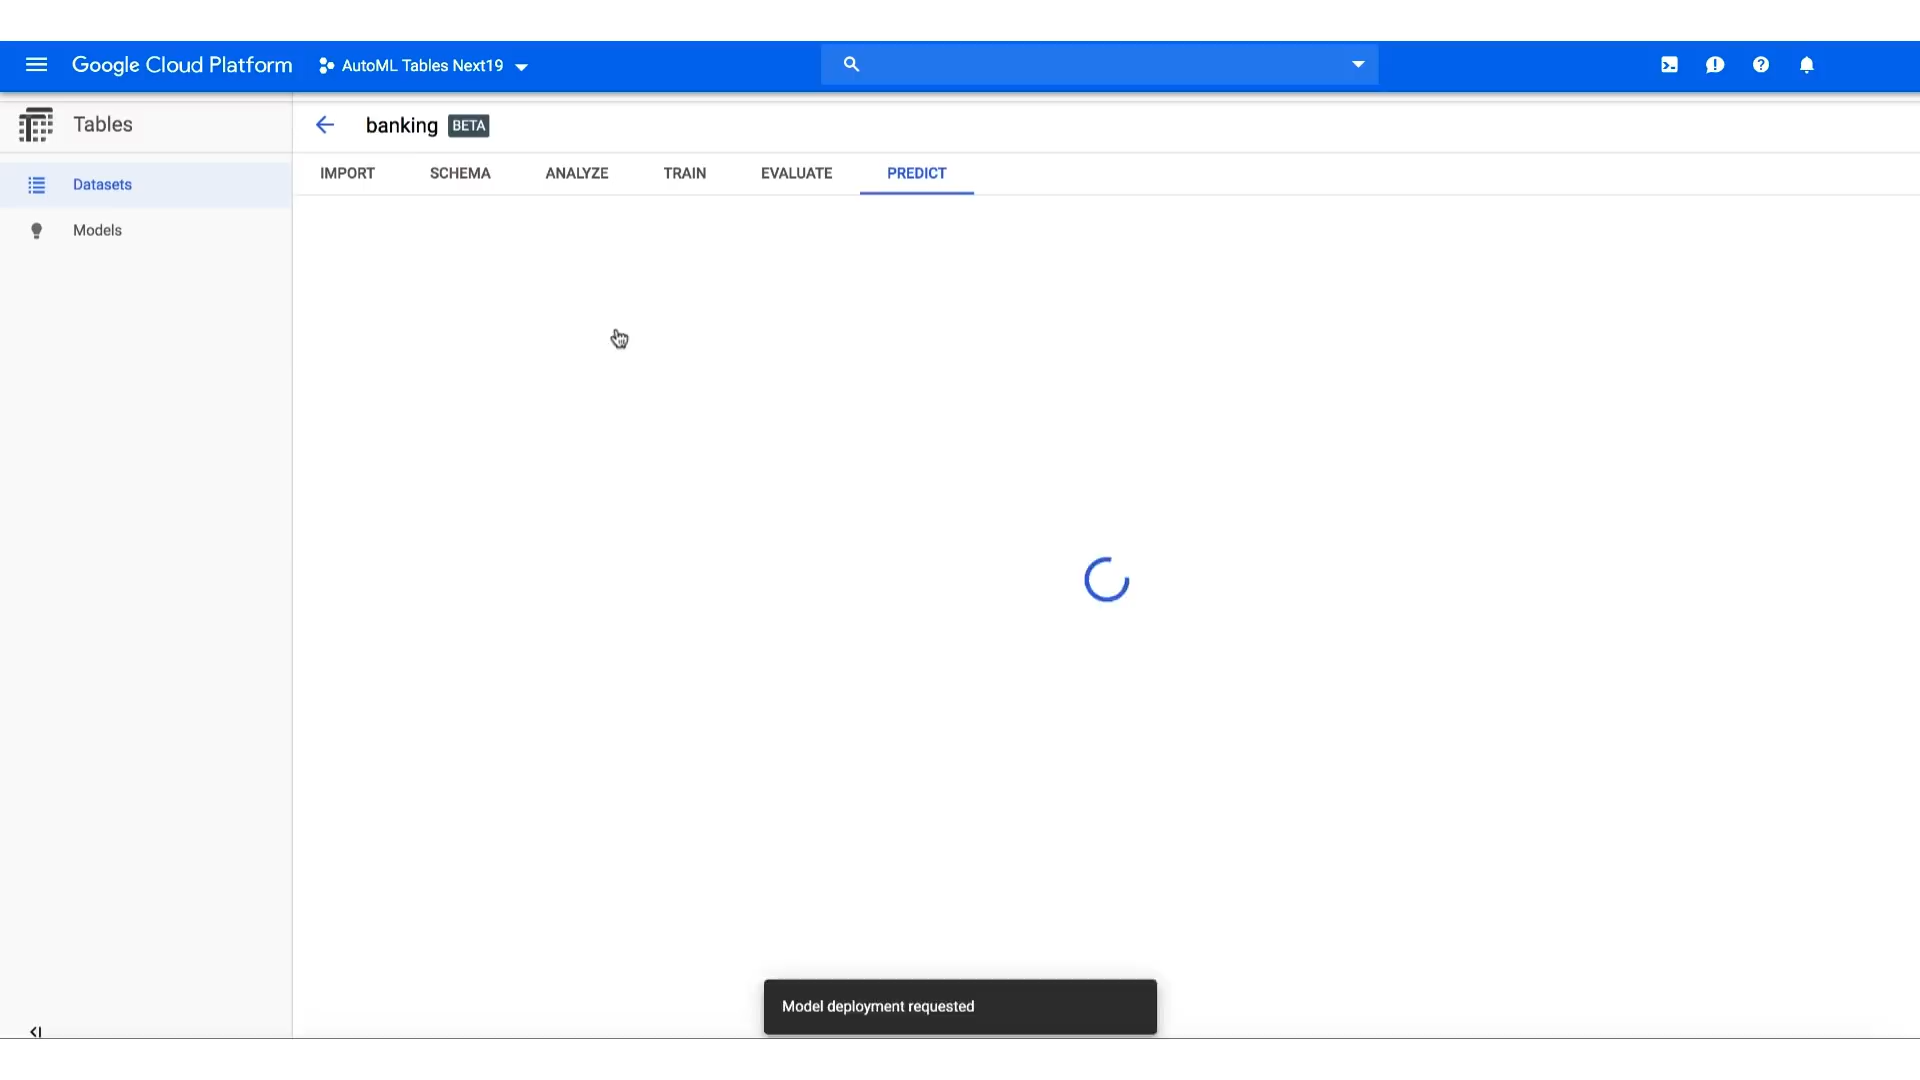 Google Cloud Platform
AutoML Tables Next19
Tables
banking BETA
IMPORT SCHEMA ANALYZE TRAIN EVALUATE PREDICT
Datasets
Models
Model deployment requested